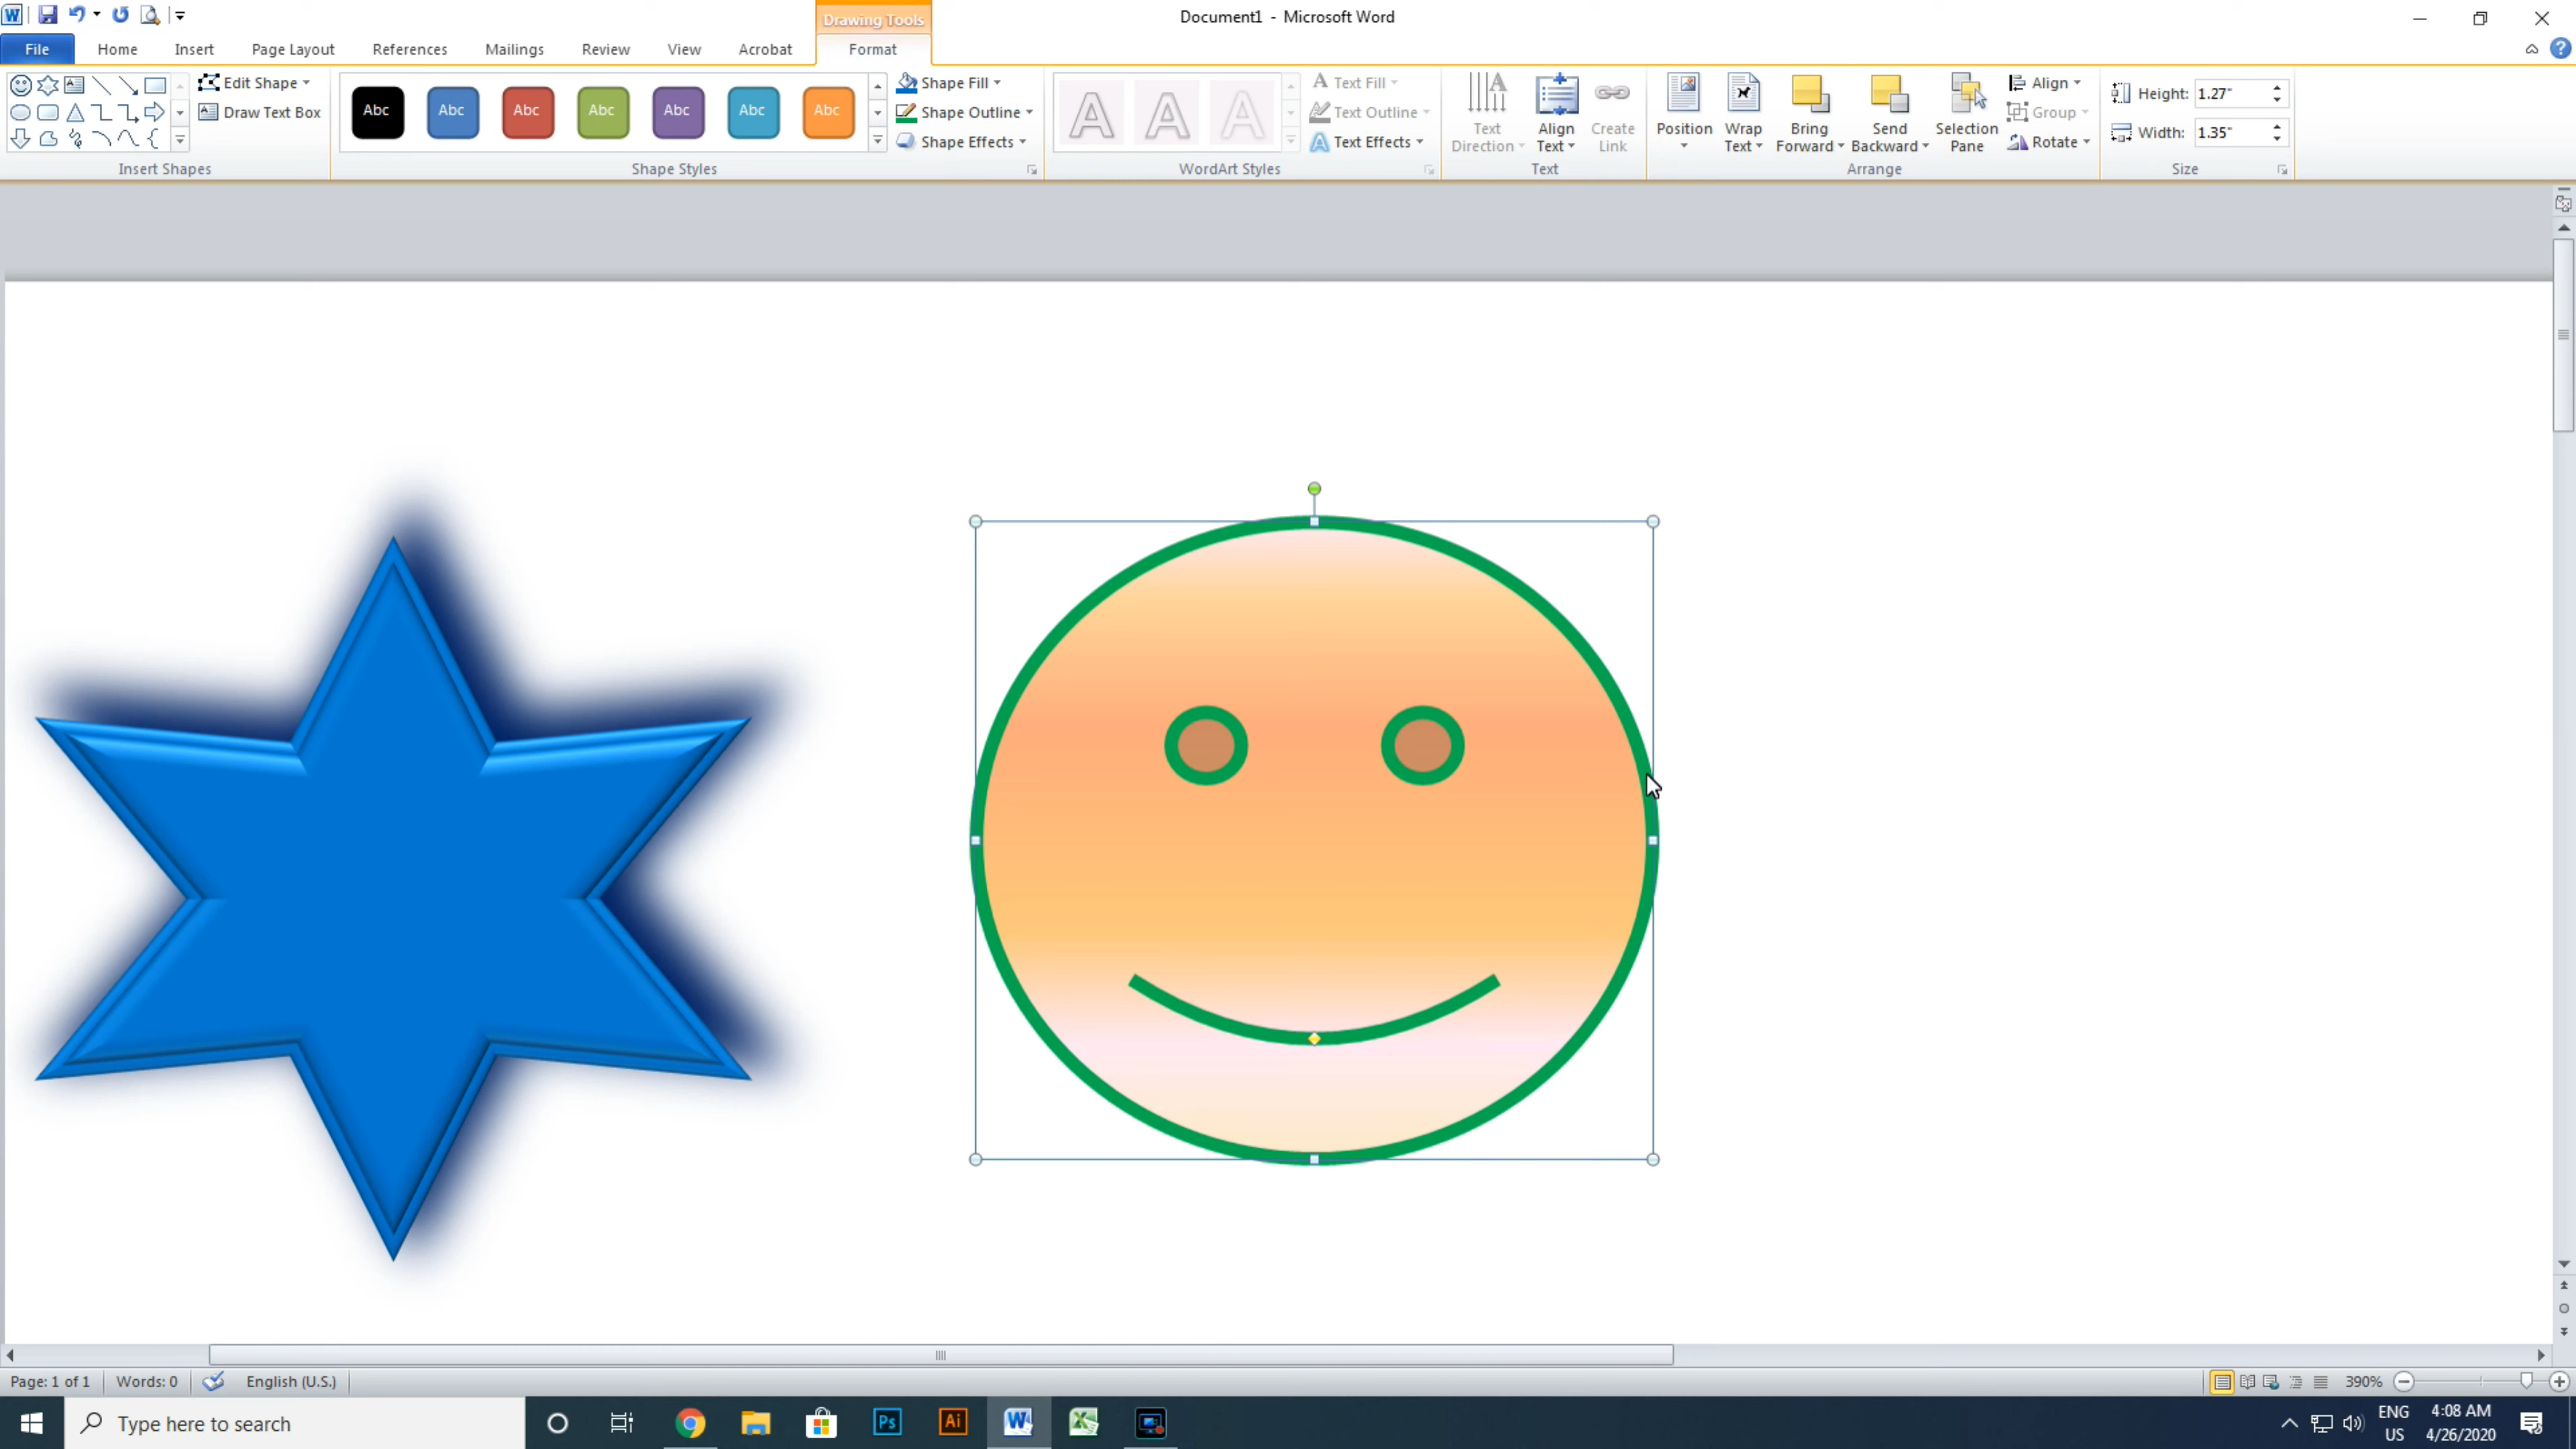 Drawing Tools
Document1 - Microsoft Word
File Home Insert Page Layout References Mailings Review View Acrobat Format
Edit Shape
Draw Text Box
Insert Shapes
Abc Abc Abc Abc Abc Abc Abc
Shape Styles
Shape Fill
Shape Outline
Shape Effects
A A A
WordArt Styles
Text Fill
Text Outline
Text Effects
Text Direction
Align Text
Create Link
Text
Position
Wrap Text
Bring Forward
Send Backward
Selection Pane
Align
Group
Rotate
Arrange
Height: 1.27"
Width: 1.35"
Size
Page: 1 of 1 Words: 0 English (U.S.) 390%
Type here to search
Ps Ai W
ENG
US
4:08 AM
4/26/2020